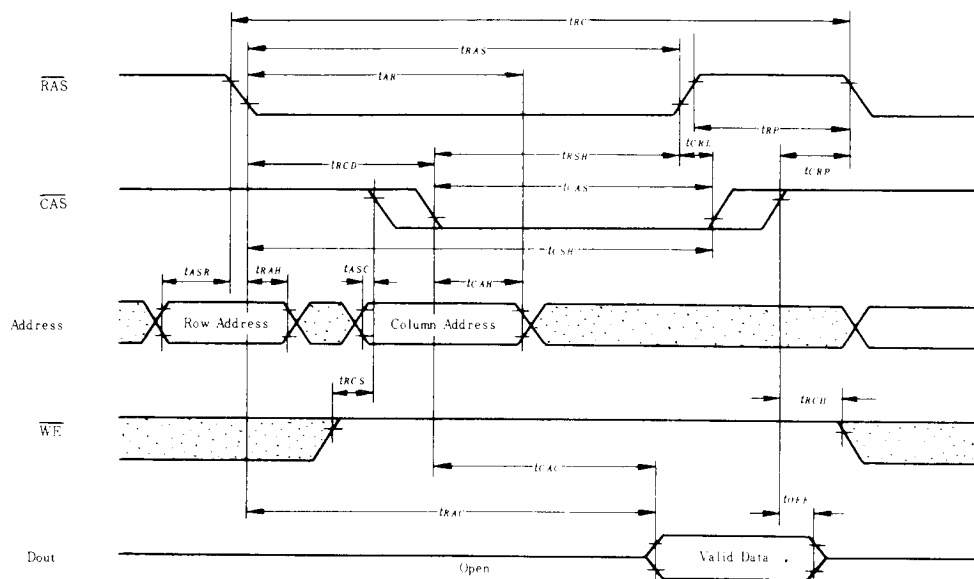 tRC
tRAS
tAR
RAS
tRP
tRCD
tRSH
tCRL
tCRP
tCAS
CAS
tCSH
tASR
tRAH
tASC
tCAH
Address
Row Address
Column Address
tRCS
tRCH
WE
tCAC
tOFF
tRAC
Dout
Open
Valid Data